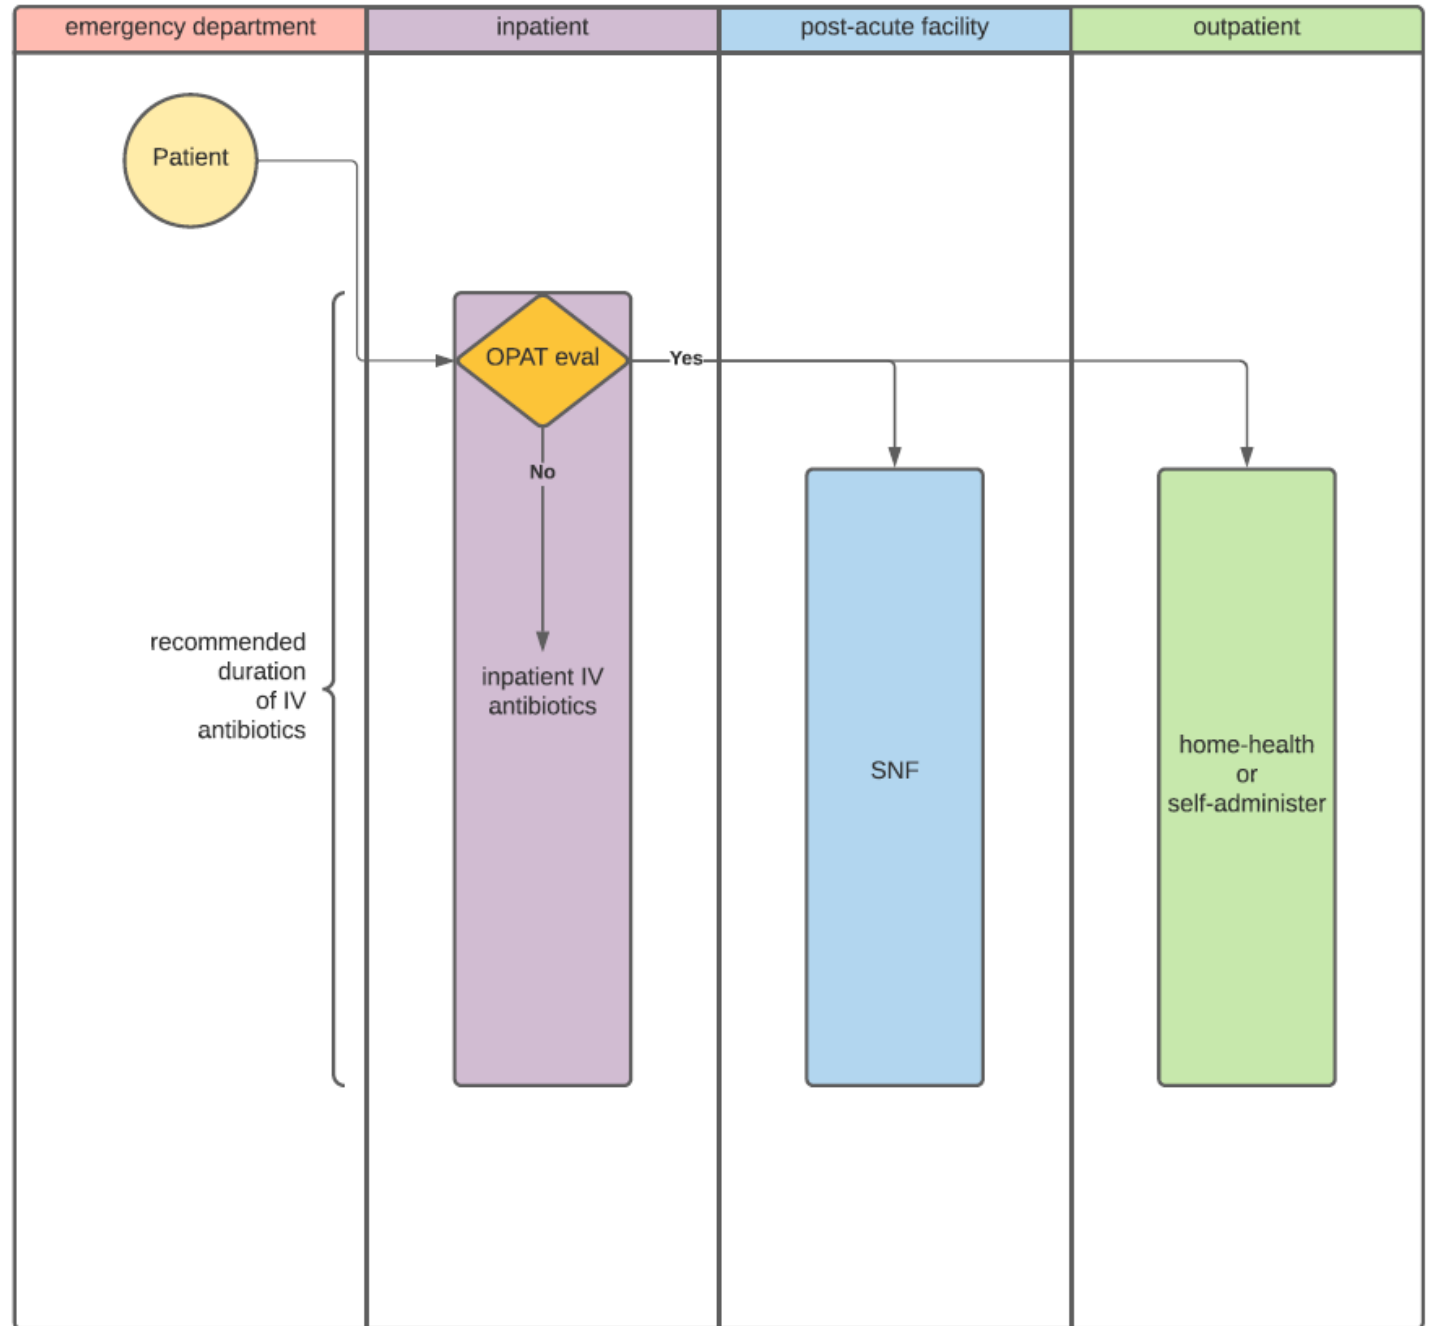 emergency department
inpatient
post-acute facility
outpatient
Patient
OPAT eval
Yes
No
recommended
duration
of IV
antibiotics
inpatient IV
antibiotics
SNF
home-health
or
self-administer